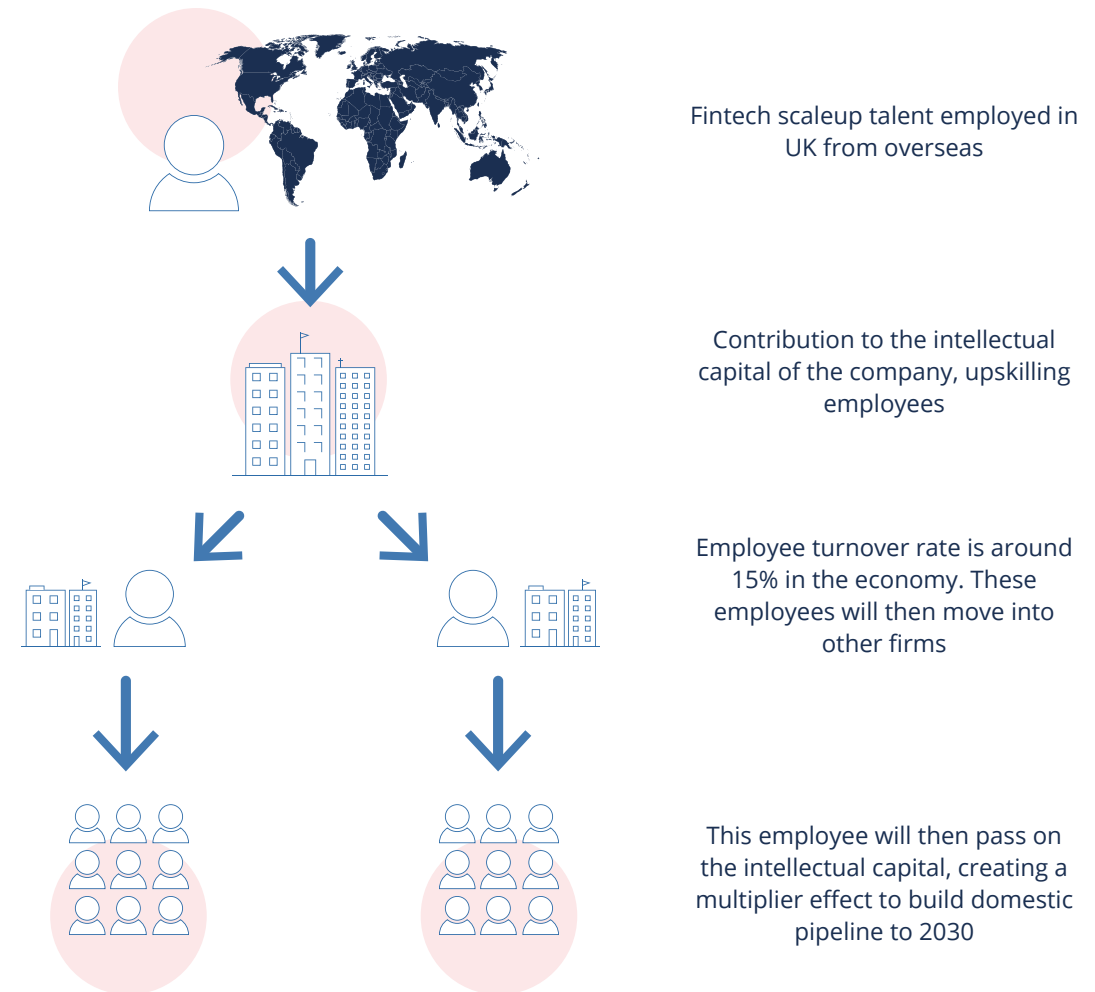 Fintech scaleup talent employed in
UK from overseas
Contribution to the intellectual
capital of the company, upskilling
employees
Employee turnover rate is around
15% in the economy. These
employees will then move into
other firms
This employee will then pass on
the intellectual capital, creating a
multiplier effect to build domestic
pipeline to 2030